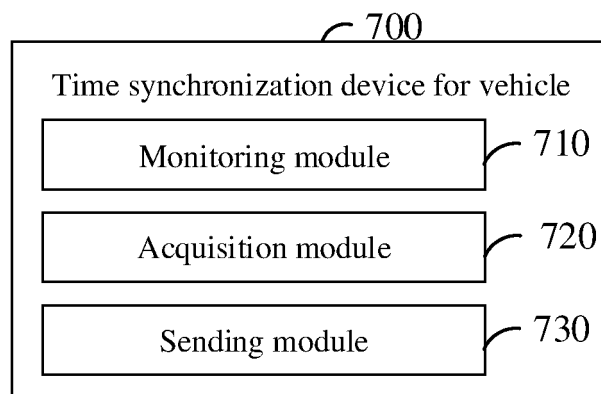 700
Time synchronization device for vehicle
Monitoring module
710
Acquisition module
720
Sending module
730